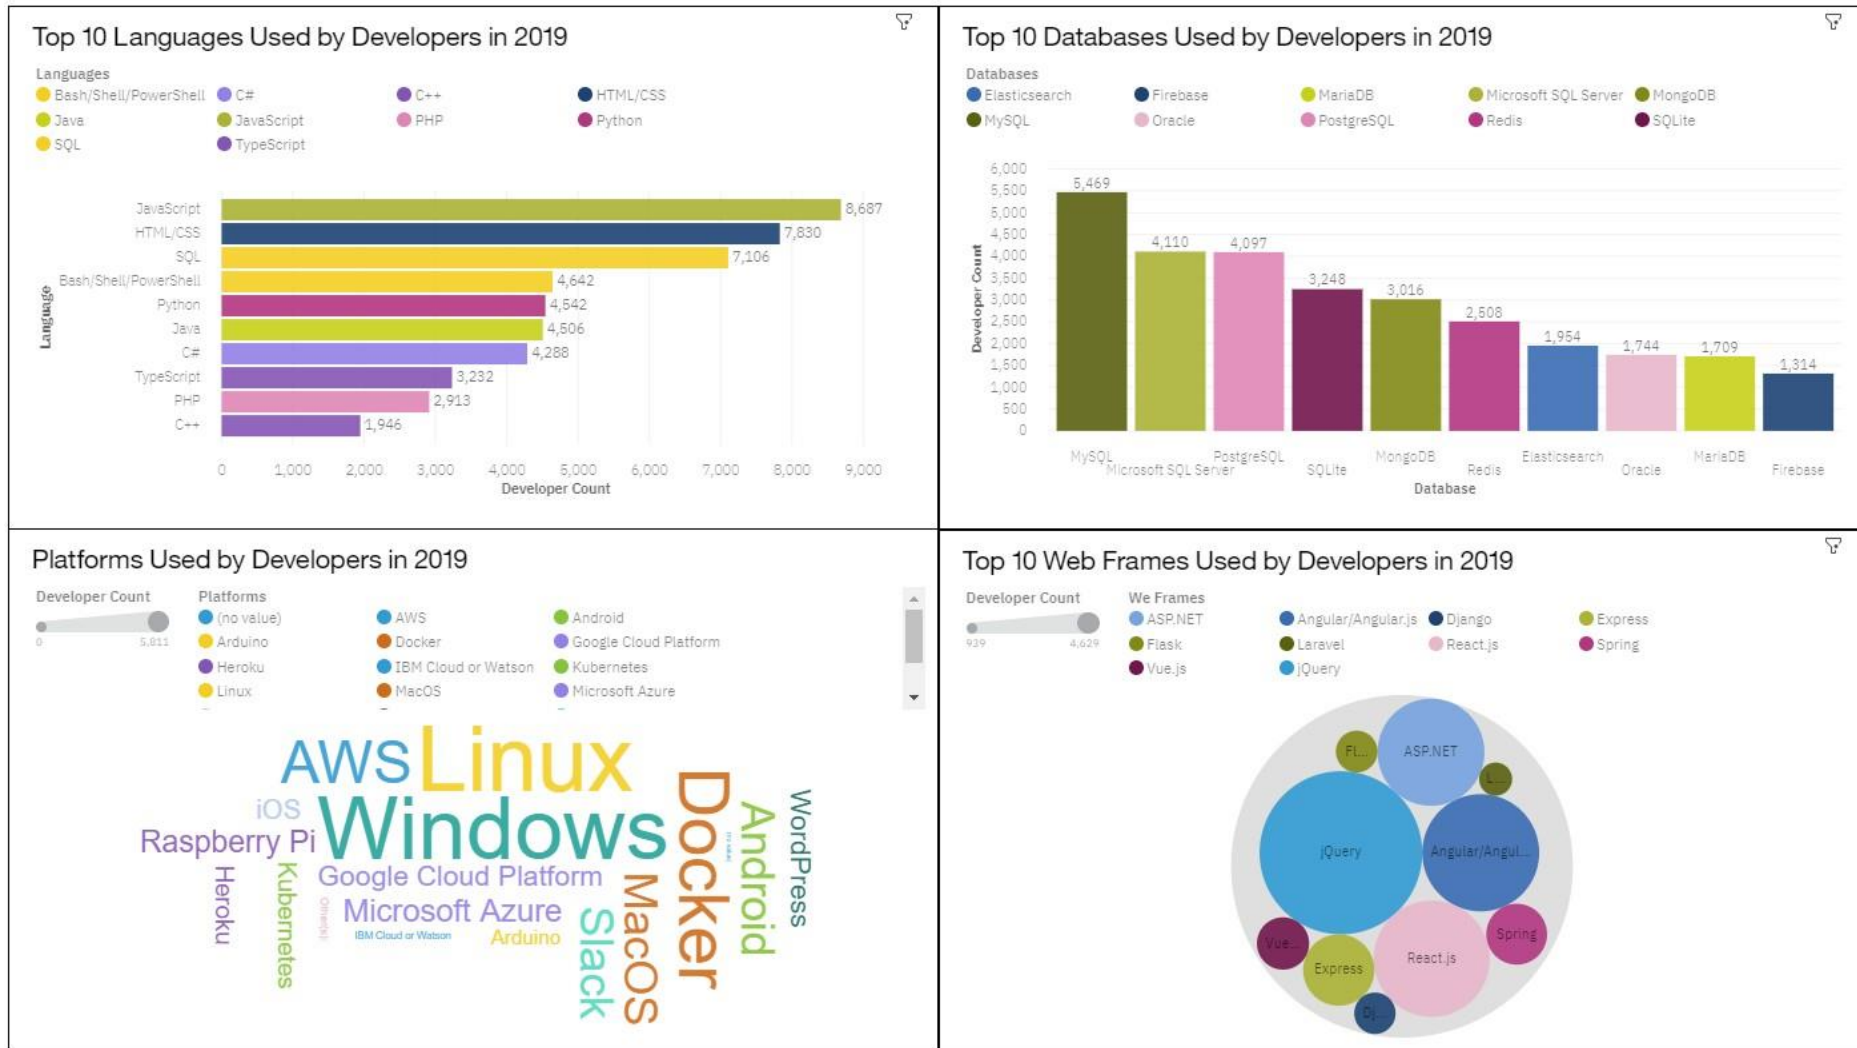 Top 10 Languages Used by Developers in 2019
Languages
Bash/Shell/PowerShell C# C++ HTML/CSS
Java JavaScript PHP Python
SQL TypeScript
JavaScript 8,687
HTML/CSS 7,830
SQL 7,106
Bash/Shell/PowerShell 4,642
Python 4,542
Java 4,506
C# 4,288
TypeScript 3,232
PHP 2,913
C++ 1,946
Language
0 1,000 2,000 3,000 4,000 5,000 6,000 7,000 8,000 9,000
Developer Count
Top 10 Databases Used by Developers in 2019
Databases
Elasticsearch Firebase MariaDB Microsoft SQL Server MongoDB
MySQL Oracle PostgreSQL Redis SQLite
6,000
5,500
5,000
4,500
4,000
3,500
3,000
2,500
2,000
1,500
1,000
500
0
Developer Count
5,469 4,110 4,097 3,248 3,016 2,508 1,954 1,744 1,709 1,314
MySQL Microsoft SQL Server PostgreSQL SQLite MongoDB Redis Elasticsearch Oracle MariaDB Firebase
Database
Platforms Used by Developers in 2019
Developer Count
0 5,811
Platforms
(no value) AWS Android
Arduino Docker Google Cloud Platform
Heroku IBM Cloud or Watson Kubernetes
Linux MacOS Microsoft Azure
AWS Linux
iOS Windows
Raspberry Pi
Docker
Android
WordPress
Heroku
Kubernetes
Google Cloud Platform
Microsoft Azure
IBM Cloud or Watson
Arduino
Slack
MacOS
Top 10 Web Frames Used by Developers in 2019
Developer Count
939 4,629
We Frames
ASP.NET Angular/Angular.js Django Express
Flask Laravel React.js Spring
Vue.js jQuery
Fl...
ASP.NET
L...
jQuery
Angular/Angul...
Vue...
Express
React.js
Spring
Dj...